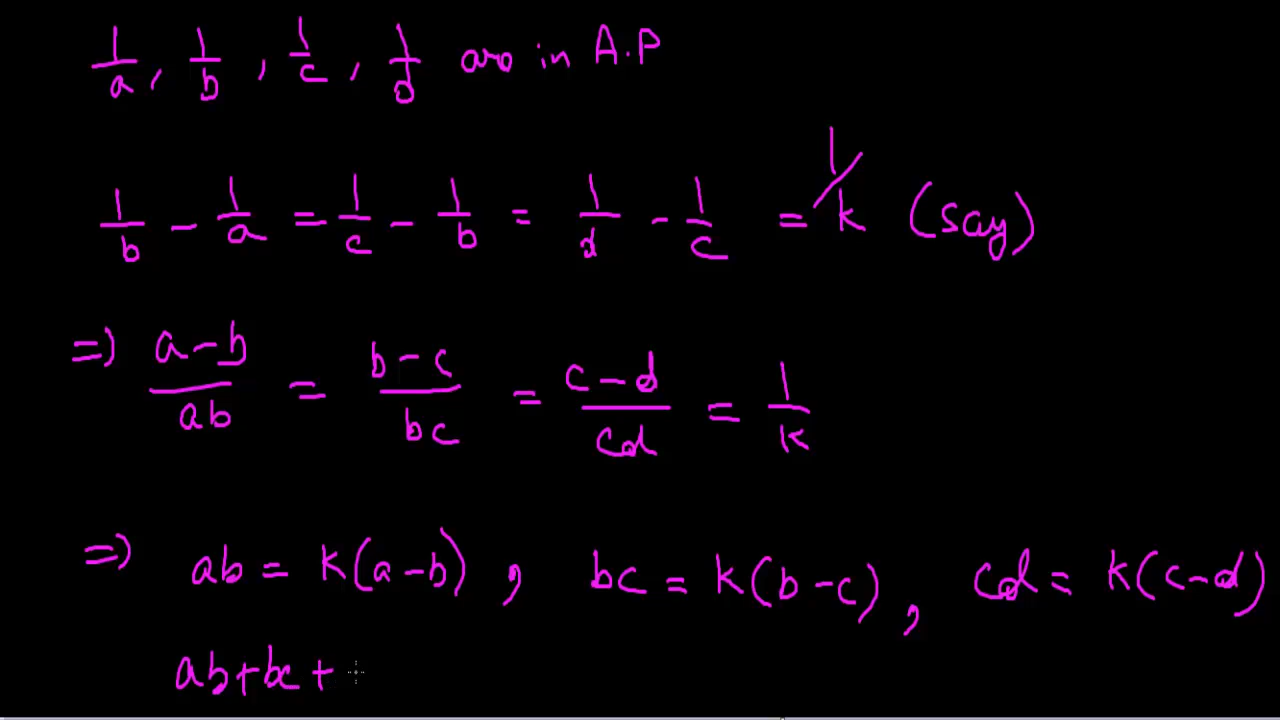 1/a, 1/b, 1/c, 1/d are in A.P
1/b - 1/a = 1/c - 1/b = 1/d - 1/c = 1/k (say)
=> (a-b)/ab = (b-c)/bc = (c-d)/cd = 1/k
=> ab = k(a-b), bc = k(b-c), cd = k(c-d)
ab+bc+